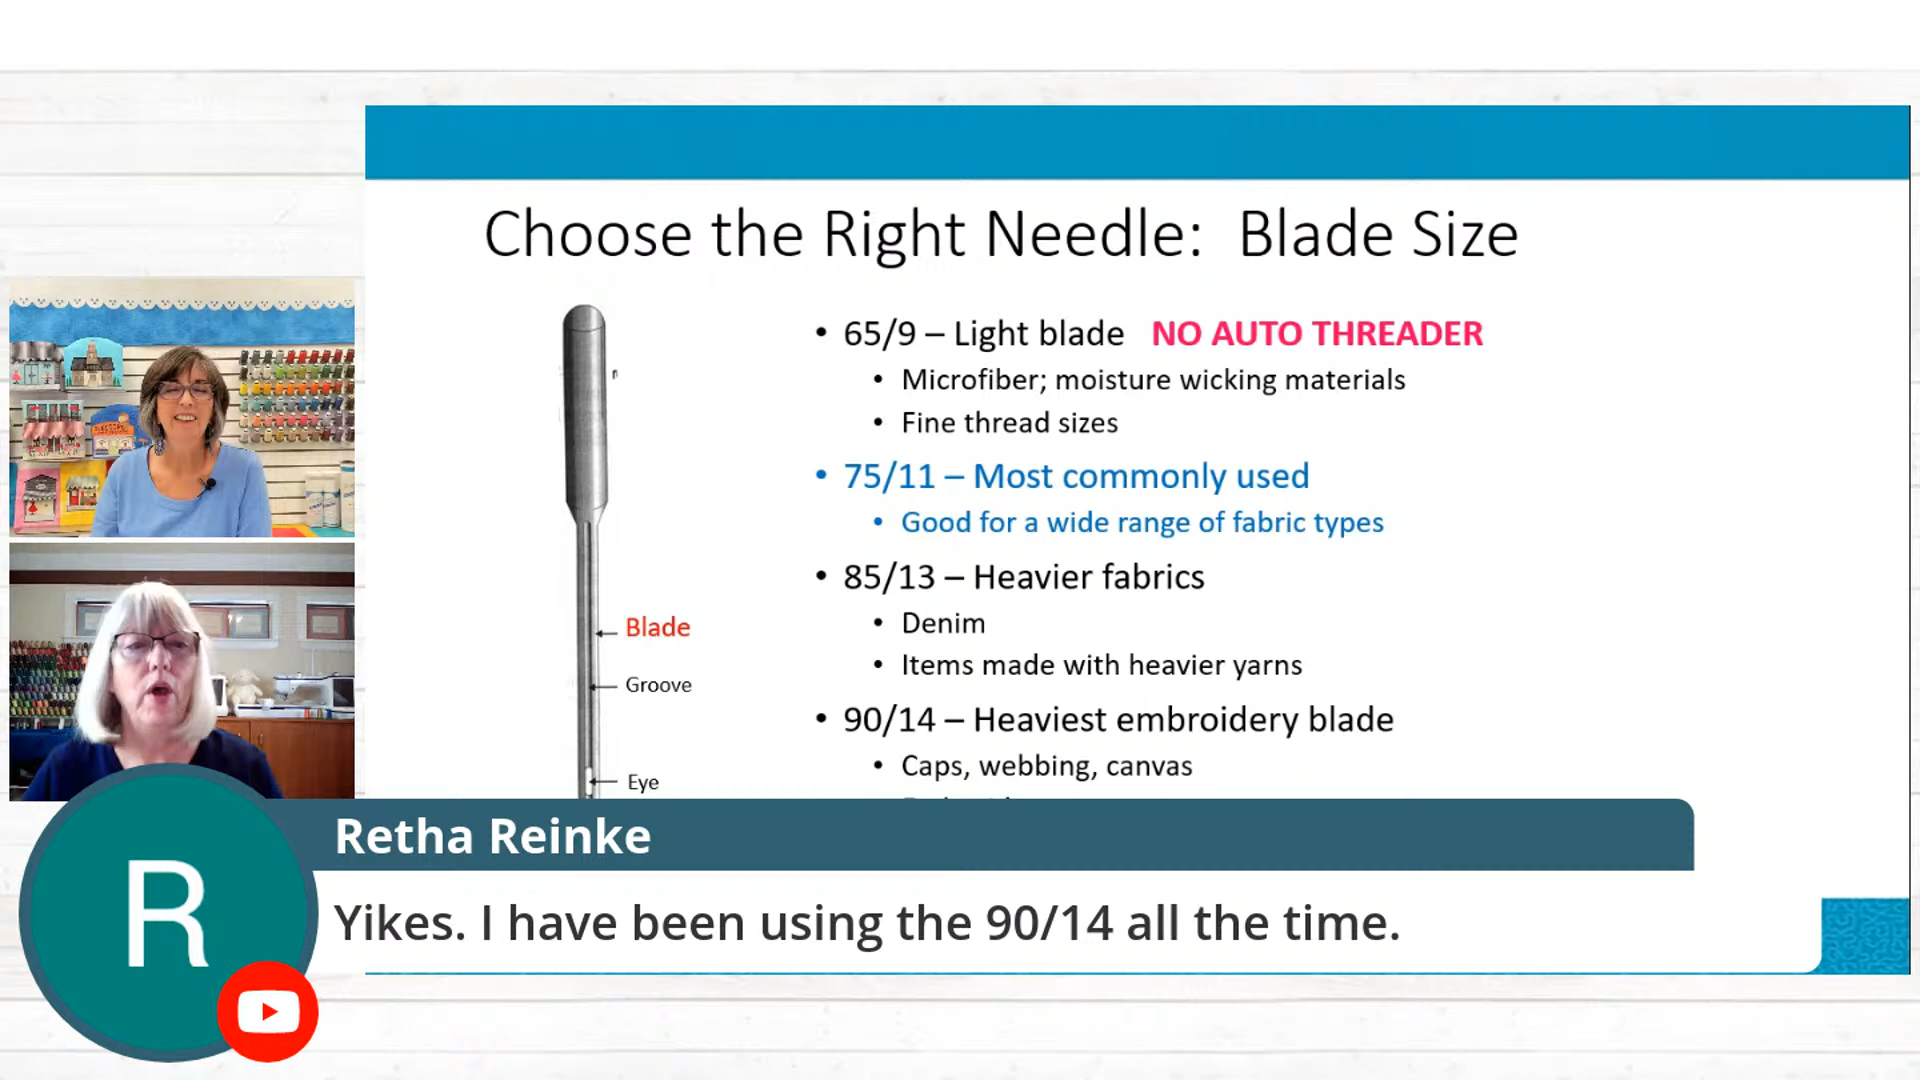 Choose the Right Needle: Blade Size
• 65/9 – Light blade NO AUTO THREADER
• Microfiber; moisture wicking materials
• Fine thread sizes
• 75/11 – Most commonly used
• Good for a wide range of fabric types
• 85/13 – Heavier fabrics
• Denim
• Items made with heavier yarns
• 90/14 – Heaviest embroidery blade
• Caps, webbing, canvas
Blade
Groove
Eye
Retha Reinke
R
Yikes. I have been using the 90/14 all the time.